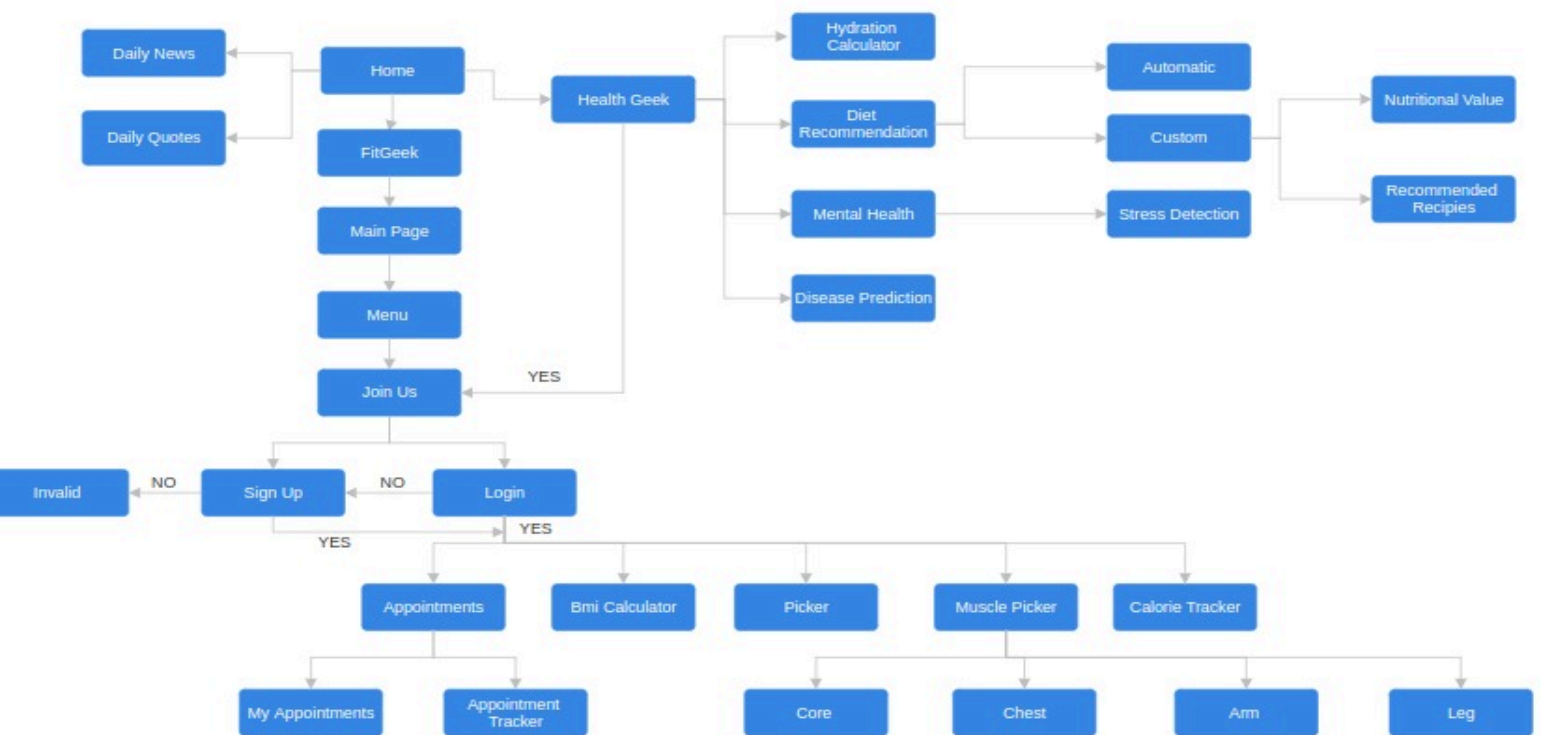 Daily News
Home
Health Geek
Hydration
Calculator
Automatic
Nutritional Value
Daily Quotes
FitGeek
Diet
Recommendation
Custom
Main Page
Mental Health
Stress Detection
Recommended
Recipies
Menu
Disease Prediction
Join Us
YES
Invalid
NO
Sign Up
NO
Login
YES
YES
Appointments
Bmi Calculator
Picker
Muscle Picker
Calorie Tracker
My Appointments
Appointment
Tracker
Core
Chest
Arm
Leg